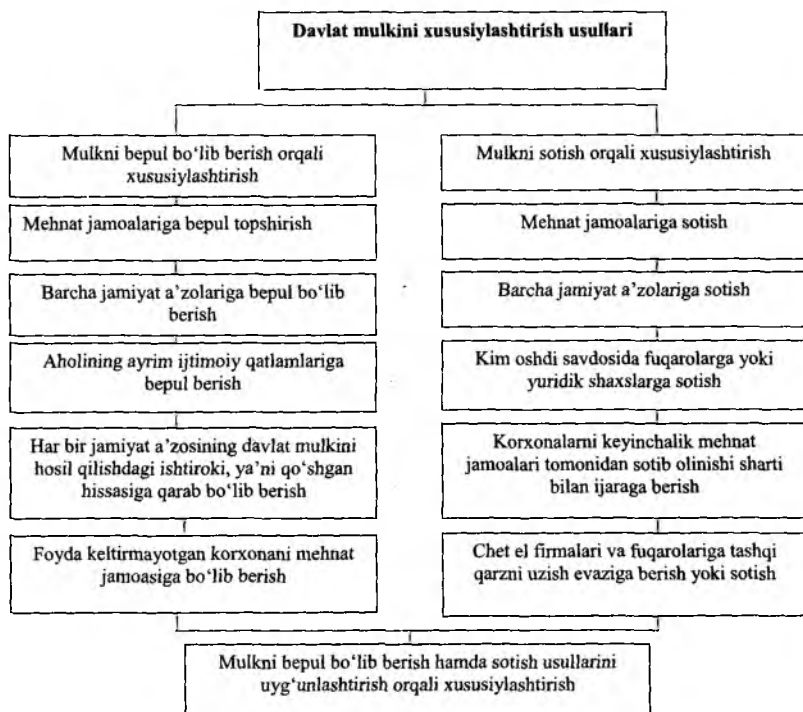 Davlat mulkini xususiylashtirish usullari
Mulkni bepul bo‘lib berish orqali
xususiylashtirish
Mehnat jamoalariga bepul topshirish
Barcha jamiyat a’zolariga bepul bo‘lib
berish
Aholining ayrim ijtimoiy qatlamlariga
bepul berish
Har bir jamiyat a’zosining davlat mulkini
hosil qilishdagi ishtiroki, ya’ni qo‘shgan
hissasiga qarab bo‘lib berish
Foyda keltirmayotgan korxonani mehnat
jamoasiga bo‘lib berish
Mulkni sotish orqali xususiylashtirish
Mehnat jamoalariga sotish
Barcha jamiyat a’zolariga sotish
Kim oshdi savdosida fuqarolarga yoki
yuridik shaxslarga sotish
Korxonalarni keyinchalik mehnat
jamoalari tomonidan sotib olinishi sharti
bilan ijaraga berish
Chet el firmalari va fuqarolariga tashqi
qarzni uzish evaziga berish yoki sotish
Mulkni bepul bo‘lib berish hamda sotish usullarini
uyg‘unlashtirish orqali xususiylashtirish